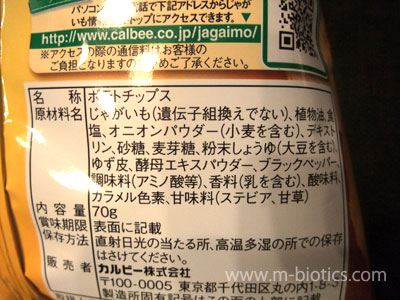 パソコン
下記アドレスからじゃが
いも情
トップにアクセスできます。
http://www.calbee.co.jp/jagaimo/
※アクセスの際の通信料はお客様の
ご負担となりますので
ご了承ください。
名称 ポテトチップス
原材料名 じゃがいも(遺伝子組換えでない)、植物油、食
塩、オニオンパウダー(小麦を含む)、デキスト
リン、砂糖、麦芽糖、粉末しょうゆ(大豆を含む)、
ゆず皮、酵母エキスパウダー、ブラックペッパー、
調味料(アミノ酸等)、香料(乳を含む)、酸味料、
カラメル色素、甘味料(ステビア、甘草)
内容量 70g
賞味期限 表面に記載
保存方法 直射日光の当たる所、高温多湿の所での保存
はさけてください。
販売者 カルビー株式会社
〒100-0005 東京都千代田区丸の内1-8-3
製造所固有記号は
www.m-biotics.com